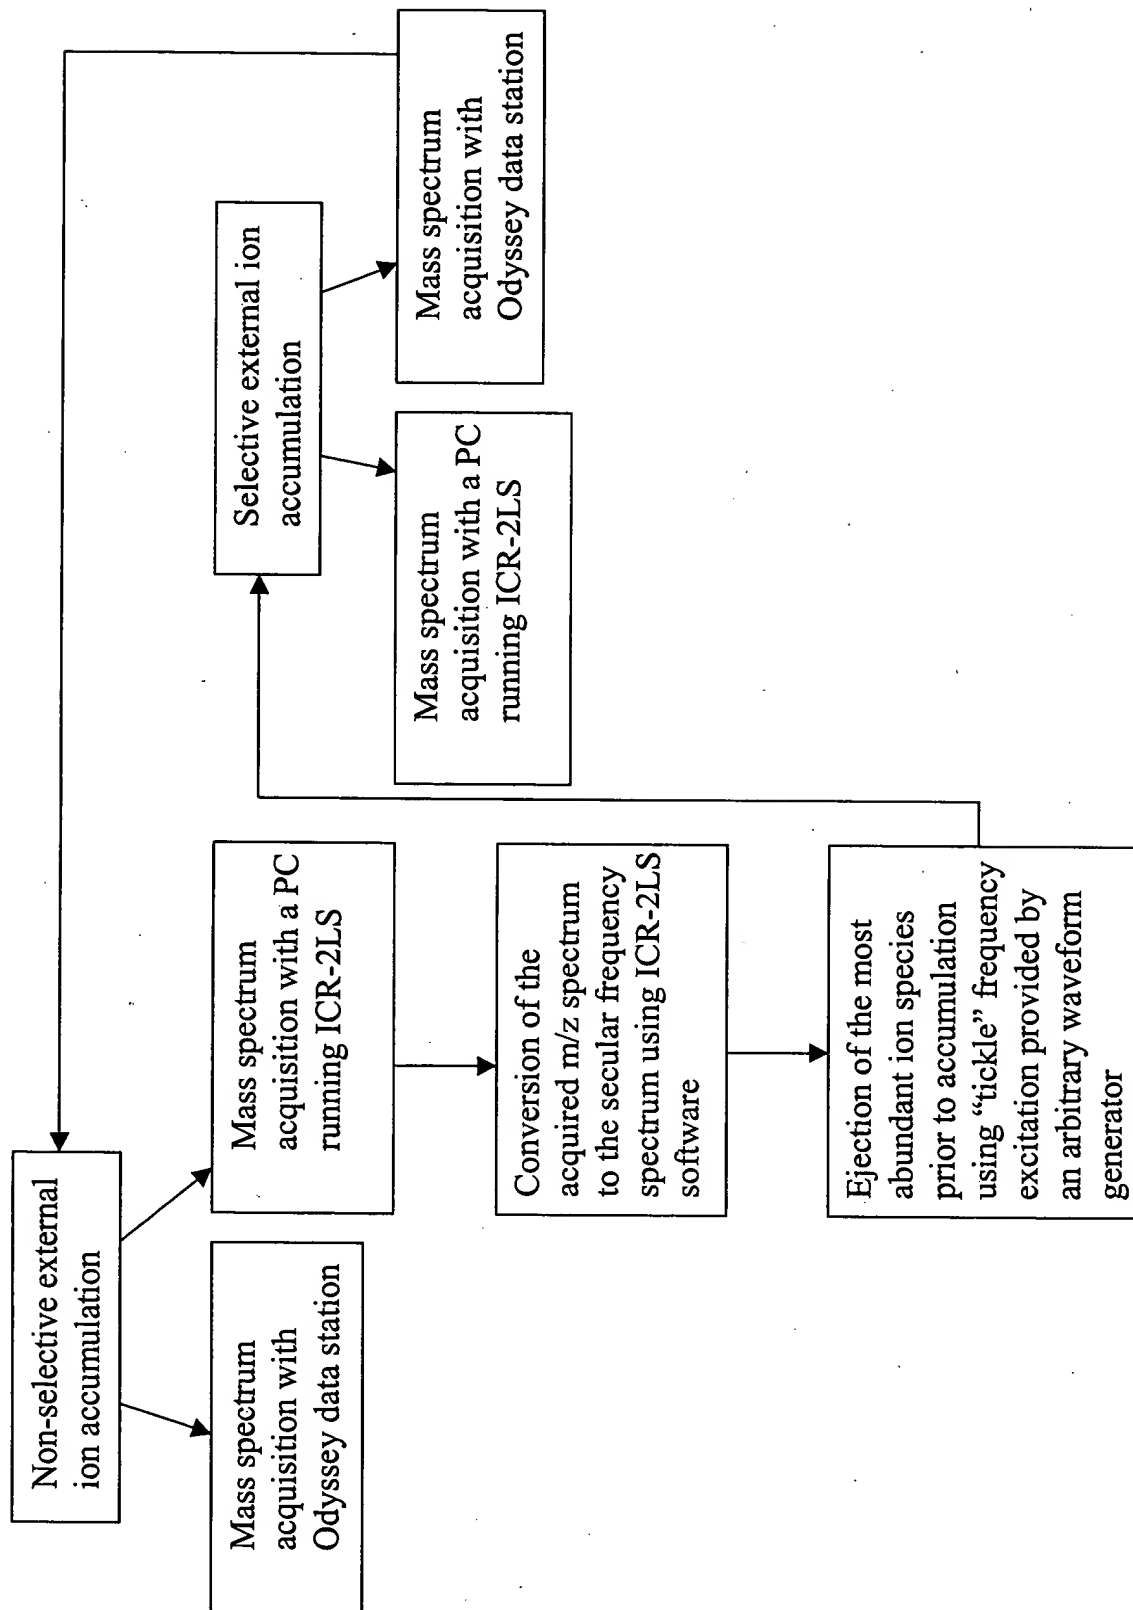 Non-selective external
ion accumulation
Mass spectrum
acquisition with
Odyssey data station
Mass spectrum
acquisition with a PC
running ICR-2LS
Conversion of the
acquired m/z spectrum
to the secular frequency
spectrum using ICR-2LS
software
Ejection of the most
abundant ion species
prior to accumulation
using “tickle” frequency
excitation provided by
an arbitrary waveform
generator
Selective external ion
accumulation
Mass spectrum
acquisition with a PC
running ICR-2LS
Mass spectrum
acquisition with
Odyssey data station